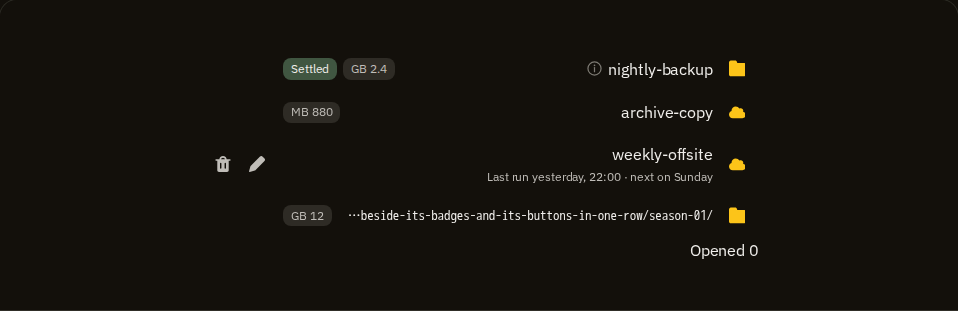 nightly-backup GB 2.4 Settled
archive-copy MB 880
weekly-offsite
Last run yesterday, 22:00 · next on Sunday
…beside-its-badges-and-its-buttons-in-one-row/season-01/ GB 12
Opened 0